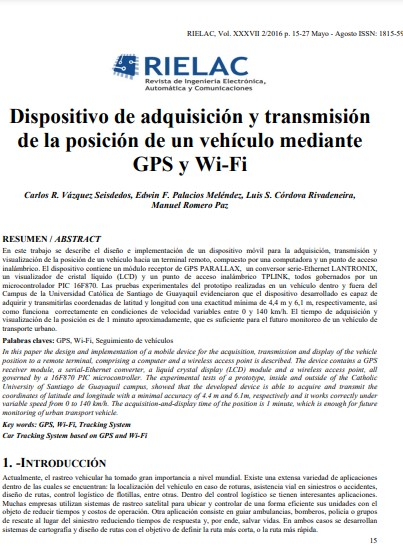 RIELAC, Vol. XXXVII 2/2016 p. 15-27 Mayo - Agosto ISSN: 1815-59
RIELAC
Revista de Ingeniería Electrónica,
Automática y Comunicaciones
Dispositivo de adquisición y transmisión
de la posición de un vehículo mediante
GPS y Wi-Fi
Carlos R. Vázquez Seisdedos, Edwin F. Palacios Meléndez, Luis S. Córdova Rivadeneira,
Manuel Romero Paz
RESUMEN / ABSTRACT
En este trabajo se describe el diseño e implementación de un dispositivo móvil para la adquisición, transmisión y
visualización de la posición de un vehículo hacia un terminal remoto, compuesto por una computadora y un punto de acceso
inalámbrico. El dispositivo contiene un módulo receptor de GPS PARALLAX, un conversor serie-Ethernet LANTRONIX,
un visualizador de cristal líquido (LCD) y un punto de acceso inalámbrico TPLINK, todos gobernados por un
microcontrolador PIC 16F870. Las pruebas experimentales del prototipo realizadas en un vehículo dentro y fuera del
Campus de la Universidad Católica de Santiago de Guayaquil evidenciaron que el dispositivo desarrollado es capaz de
adquirir y transmitirlas coordenadas de latitud y longitud con una exactitud mínima de 4,4 m y 6,1 m, respectivamente, así
como funciona correctamente en condiciones de velocidad variables entre 0 y 140 km/h. El tiempo de adquisición y
visualización de la posición es de 1 minuto aproximadamente, que es suficiente para el futuro monitoreo de un vehículo de
transporte urbano.
Palabras claves: GPS, Wi-Fi, Seguimiento de vehículos
In this paper the design and implementation of a mobile device for the acquisition, transmission and display of the vehicle
position to a remote terminal, comprising a computer and a wireless access point is described. The device contains a GPS
receiver module, a serial-Ethernet converter, a liquid crystal display (LCD) module and a wireless access point, all
governed by a 16F870 PIC microcontroller. The experimental tests of a prototype, inside and outside of the Catholic
University of Santiago of Guayaquil campus, showed that the developed device is able to acquire and transmit the
coordinates of latitude and longitude with a minimal accuracy of 4.4 m and 6.1m, respectively and it works correctly under
variable speed from 0 to 140 km/h. The acquisition-and-display time of the position is 1 minute, which is enough for future
monitoring of urban transport vehicle.
Key words: GPS, Wi-Fi, Tracking System
Car Tracking System based on GPS and Wi-Fi
1. -INTRODUCCIÓN
Actualmente, el rastreo vehicular ha tomado gran importancia a nivel mundial. Existe una extensa variedad de aplicaciones
dentro de las cuales se encuentran: la localización del vehículo en caso de roturas, asistencia vial en siniestros o accidentes,
diseño de rutas, control logístico de flotillas, entre otras. Dentro del control logístico se tienen interesantes aplicaciones.
Muchas empresas utilizan sistemas de rastreo satelital para ubicar y controlar de una forma eficiente sus unidades con el
objeto de reducir tiempos y costos de operación. Otra aplicación consiste en guiar ambulancias, bomberos, policía o grupos
de rescate al lugar del siniestro reduciendo tiempos de respuesta y, por ende, salvar vidas. En ambos casos se desarrollan
sistemas de cartografía y diseño de rutas con el objetivo de definir la ruta más corta, o la ruta más rápida.
15